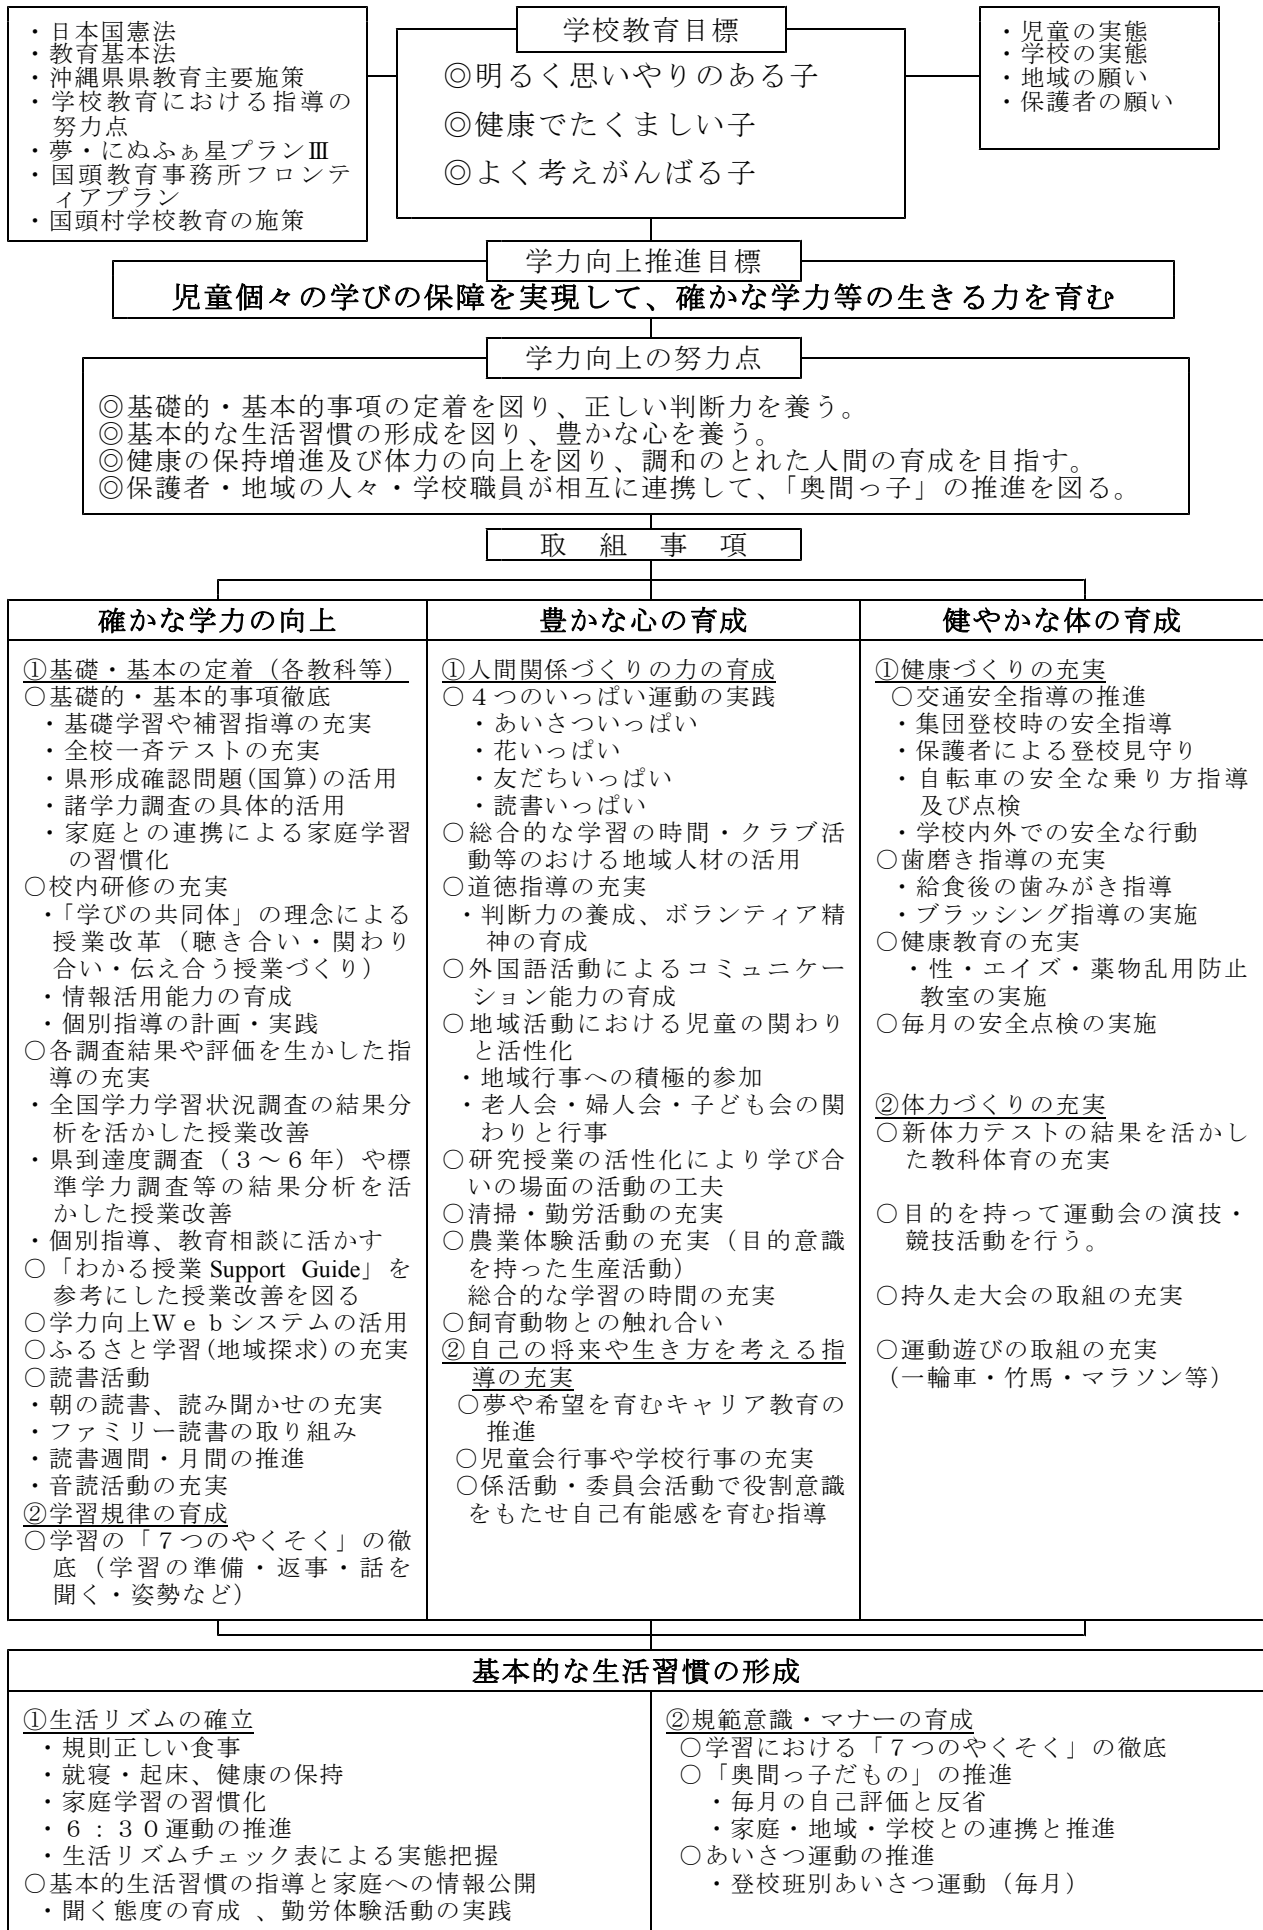 ・日本国憲法
・教育基本法
・沖縄県県教育主要施策
・学校教育における指導の
努力点
・夢・にぬふぁ星プランⅢ
・国頭教育事務所フロンテ
ィアプラン
・国頭村学校教育の施策
学校教育目標
◎明るく思いやりのある子
◎健康でたくましい子
◎よく考えがんばる子
・児童の実態
・学校の実態
・地域の願い
・保護者の願い
学力向上推進目標
児童個々の学びの保障を実現して、確かな学力等の生きる力を育む
学力向上の努力点
◎基礎的・基本的事項の定着を図り、正しい判断力を養う。
◎基本的な生活習慣の形成を図り、豊かな心を養う。
◎健康の保持増進及び体力の向上を図り、調和のとれた人間の育成を目指す。
◎保護者・地域の人々・学校職員が相互に連携して、「奥間っ子」の推進を図る。
取 組 事 項
確かな学力の向上
①基礎・基本の定着（各教科等）
○基礎的・基本的事項徹底
・基礎学習や補習指導の充実
・全校一斉テストの充実
・県形成確認問題(国算)の活用
・諸学力調査の具体的活用
・家庭との連携による家庭学習
の習慣化
○校内研修の充実
・「学びの共同体」の理念による
授業改革（聴き合い・関わり
合い・伝え合う授業づくり）
・情報活用能力の育成
・個別指導の計画・実践
○各調査結果や評価を生かした指
導の充実
・全国学力学習状況調査の結果分
析を活かした授業改善
・県到達度調査（３～６年）や標
準学力調査等の結果分析を活
かした授業改善
・個別指導、教育相談に活かす
○「わかる授業 Support Guide」を
参考にした授業改善を図る
○学力向上Ｗｅｂシステムの活用
○ふるさと学習(地域探求)の充実
○読書活動
・朝の読書、読み聞かせの充実
・ファミリー読書の取り組み
・読書週間・月間の推進
・音読活動の充実
②学習規律の育成
○学習の「７つのやくそく」の徹
底（学習の準備・返事・話を
聞く・姿勢など）
豊かな心の育成
①人間関係づくりの力の育成
○４つのいっぱい運動の実践
・あいさついっぱい
・花いっぱい
・友だちいっぱい
・読書いっぱい
○総合的な学習の時間・クラブ活
動等のおける地域人材の活用
○道徳指導の充実
・判断力の養成、ボランティア精
神の育成
○外国語活動によるコミュニケー
ション能力の育成
○地域活動における児童の関わり
と活性化
・地域行事への積極的参加
・老人会・婦人会・子ども会の関
わりと行事
○研究授業の活性化により学び合
いの場面の活動の工夫
○清掃・勤労活動の充実
○農業体験活動の充実（目的意識
を持った生産活動）
総合的な学習の時間の充実
○飼育動物との触れ合い
②自己の将来や生き方を考える指
導の充実
○夢や希望を育むキャリア教育の
推進
○児童会行事や学校行事の充実
○係活動・委員会活動で役割意識
をもたせ自己有能感を育む指導
健やかな体の育成
①健康づくりの充実
○交通安全指導の推進
・集団登校時の安全指導
・保護者による登校見守り
・自転車の安全な乗り方指導
及び点検
・学校内外での安全な行動
○歯磨き指導の充実
・給食後の歯みがき指導
・ブラッシング指導の実施
○健康教育の充実
・性・エイズ・薬物乱用防止
教室の実施
○毎月の安全点検の実施
②体力づくりの充実
○新体力テストの結果を活かし
た教科体育の充実
○目的を持って運動会の演技・
競技活動を行う。
○持久走大会の取組の充実
○運動遊びの取組の充実
（一輪車・竹馬・マラソン等）
基本的な生活習慣の形成
①生活リズムの確立
・規則正しい食事
・就寝・起床、健康の保持
・家庭学習の習慣化
・６：３０運動の推進
・生活リズムチェック表による実態把握
○基本的生活習慣の指導と家庭への情報公開
・聞く態度の育成 、勤労体験活動の実践
②規範意識・マナーの育成
○学習における「７つのやくそく」の徹底
○「奥間っ子だもの」の推進
・毎月の自己評価と反省
・家庭・地域・学校との連携と推進
○あいさつ運動の推進
・登校班別あいさつ運動（毎月）